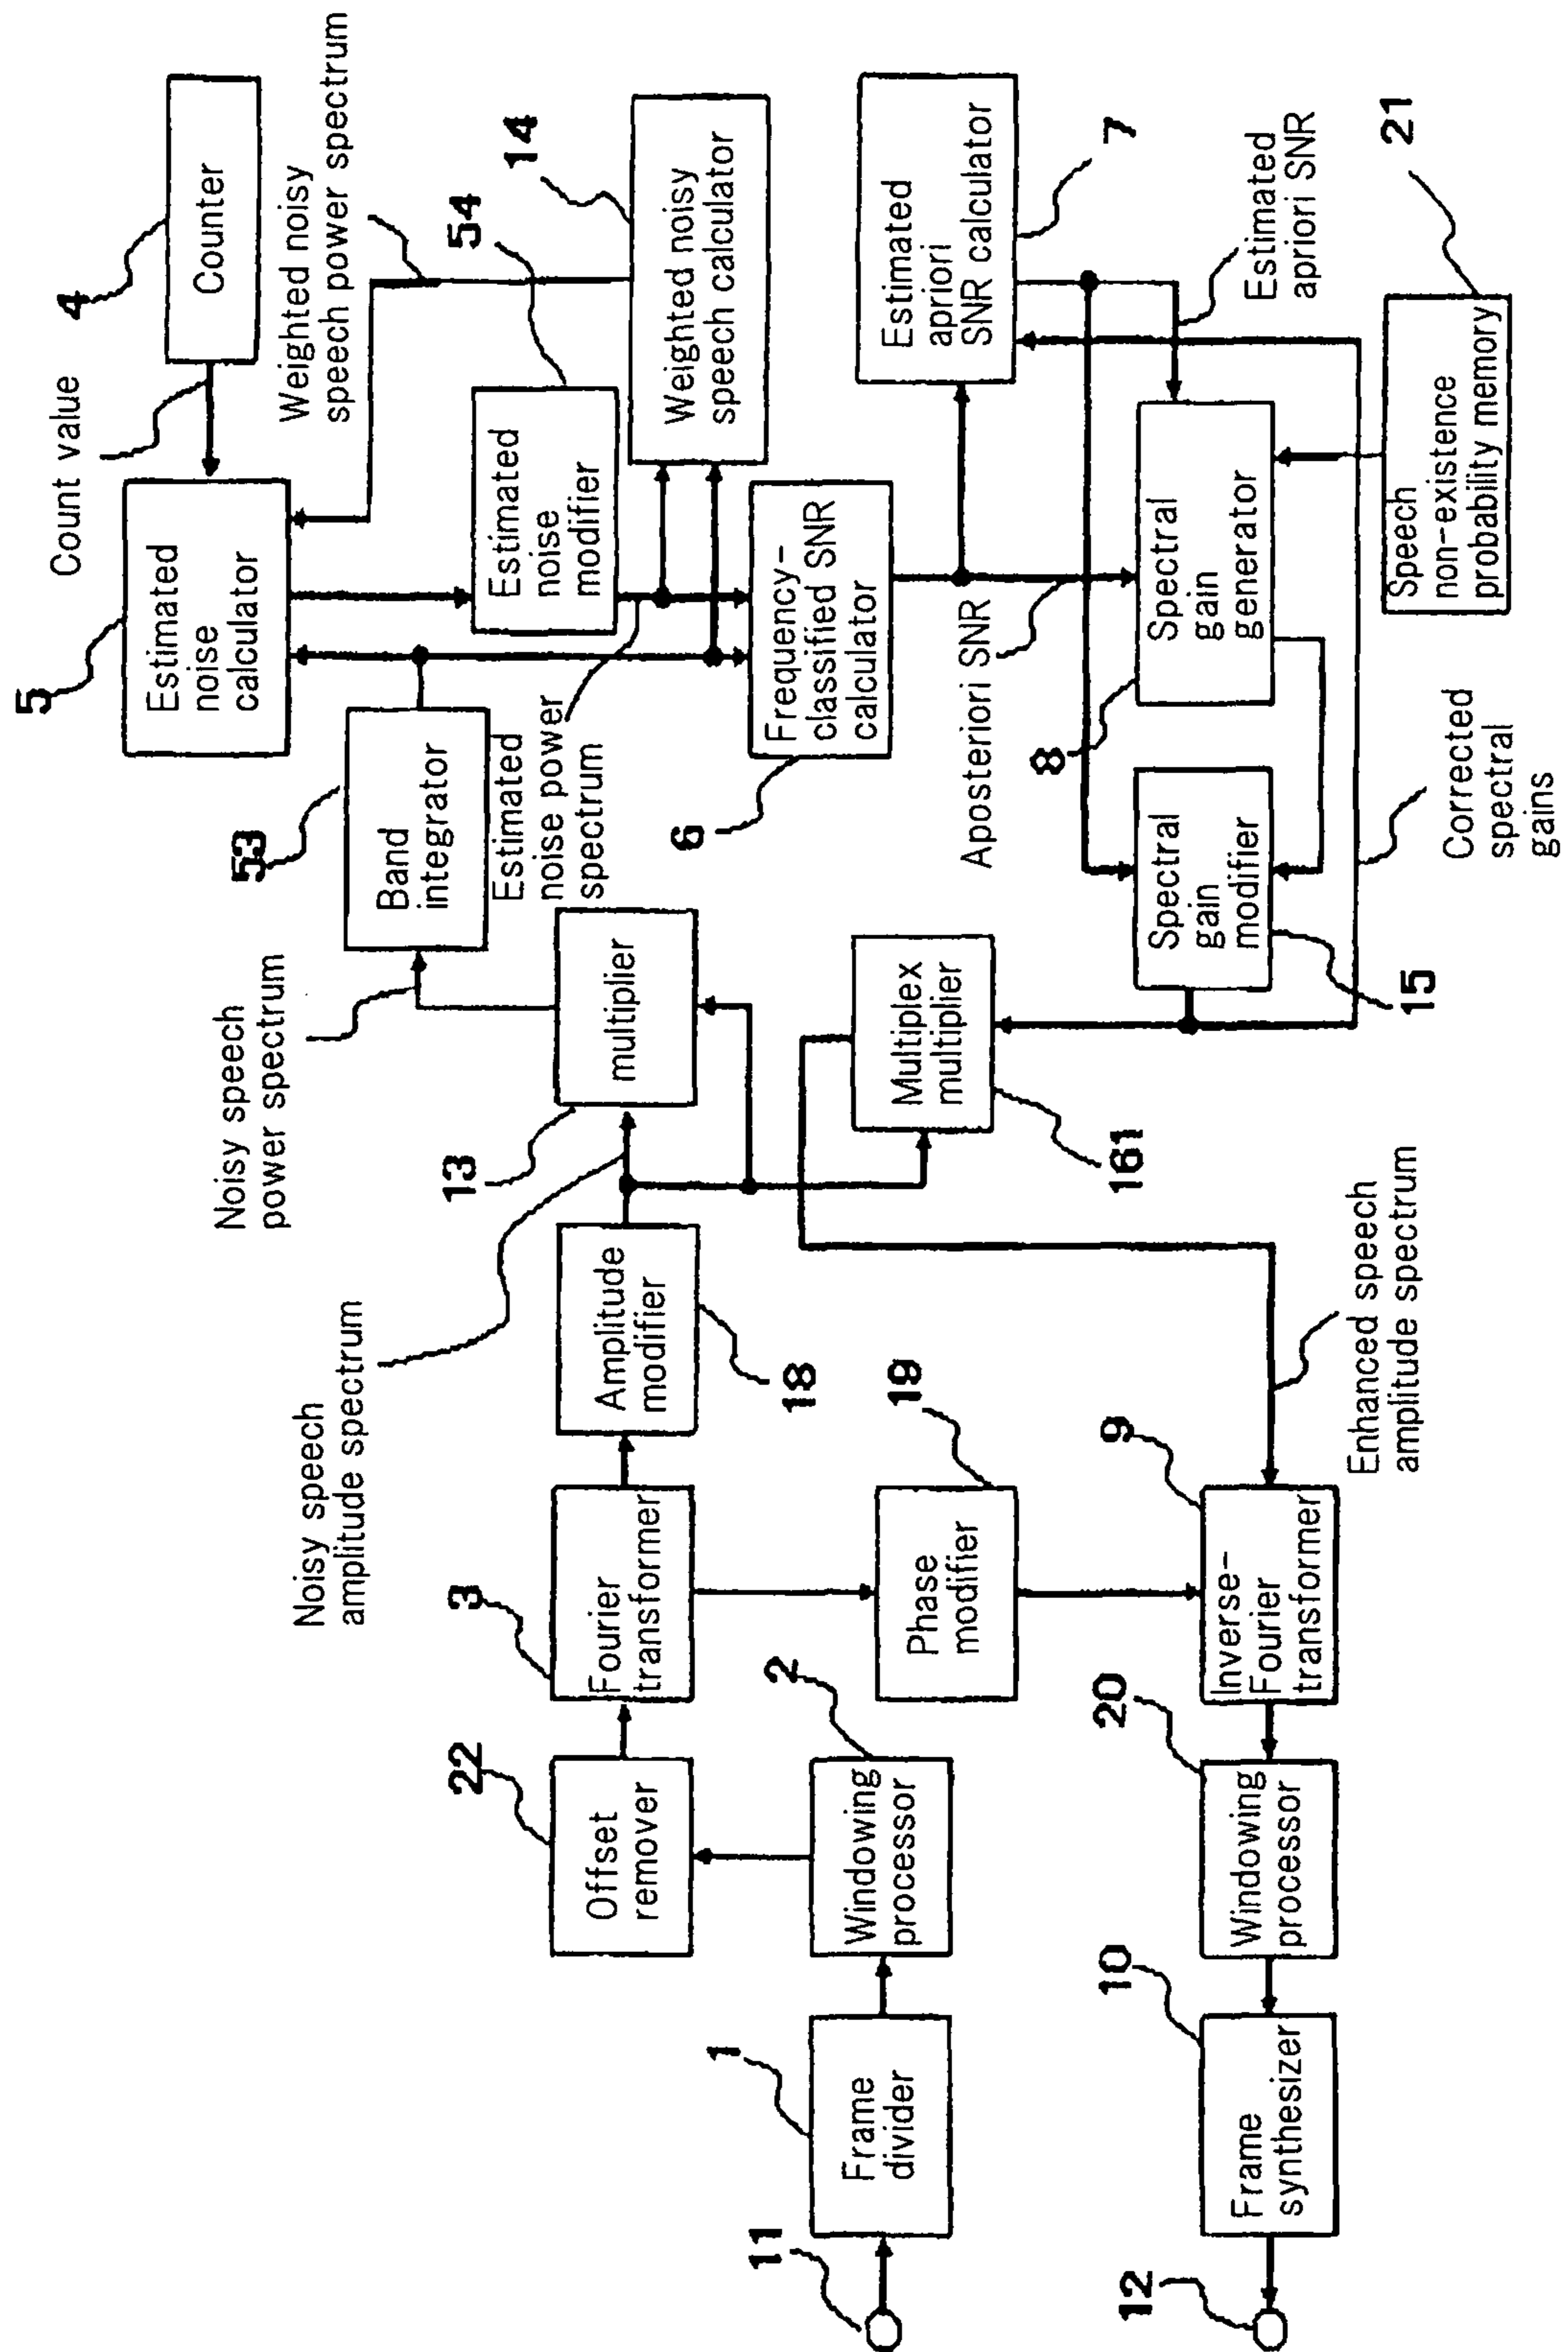 4
Counter
Count value
Weighted noisy
speech power spectrum
5
Estimated
noise
calculator
54
Estimated
noise
modifier
14
Weighted noisy
speech calculator
53
Band
integrator
Estimated
noise power
spectrum
Frequency-
classified SNR
calculator
6
Estimated
apriori
SNR calculator
7
Estimated
apriori SNR
Aposteriori SNR
Spectral
gain
generator
8
21
Speech
non-existence
probability memory
Spectral
gain
modifier
15
Corrected
spectral
gains
Noisy speech
power spectrum
multiplier
13
Multiplex
multiplier
161
Noisy speech
amplitude spectrum
Amplitude
modifier
18
Enhanced speech
amplitude spectrum
3
Fourier
transformer
19
Phase
modifier
9
Inverse-
Fourier
transformer
22
Offset
remover
2
Windowing
processor
20
Windowing
processor
1
Frame
divider
10
Frame
synthesizer
11
12